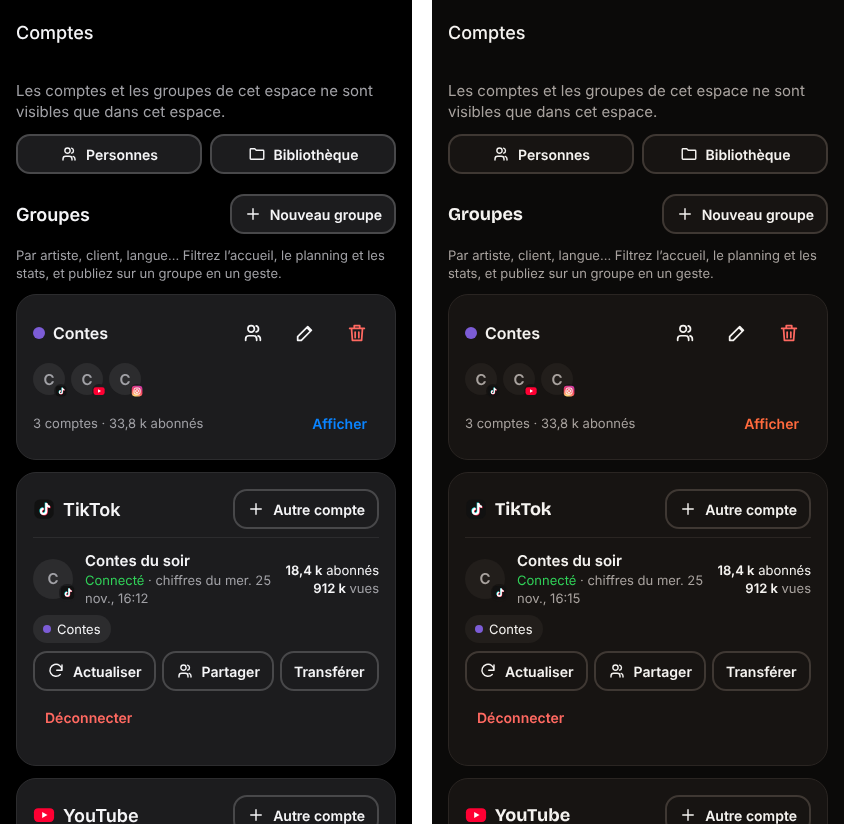 Comptes
Les comptes et les groupes de cet espace ne sont
visibles que dans cet espace.
Personnes
Bibliothèque
Groupes
Nouveau groupe
Par artiste, client, langue... Filtrez l’accueil, le planning et les
stats, et publiez sur un groupe en un geste.
Contes
C C C
3 comptes · 33,8 k abonnés
Afficher
TikTok
Autre compte
C
Contes du soir
Connecté · chiffres du mer. 25
nov., 16:12
18,4 k abonnés
912 k vues
Contes
Actualiser
Partager
Transférer
Déconnecter
YouTube
Autre compte
Comptes
Les comptes et les groupes de cet espace ne sont
visibles que dans cet espace.
Personnes
Bibliothèque
Groupes
Nouveau groupe
Par artiste, client, langue... Filtrez l’accueil, le planning et les
stats, et publiez sur un groupe en un geste.
Contes
C C C
3 comptes · 33,8 k abonnés
Afficher
TikTok
Autre compte
C
Contes du soir
Connecté · chiffres du mer. 25
nov., 16:15
18,4 k abonnés
912 k vues
Contes
Actualiser
Partager
Transférer
Déconnecter
YouTube
Autre compte